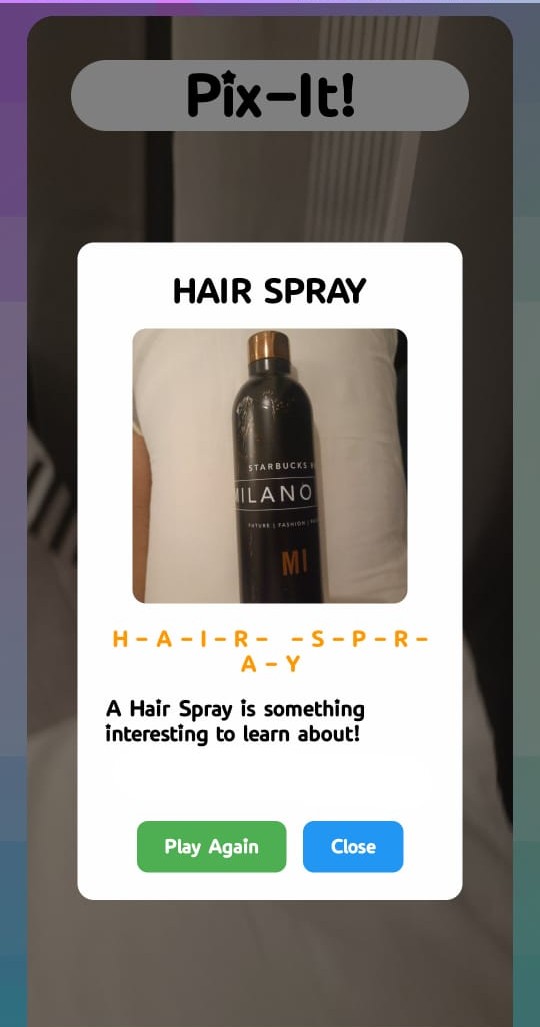 Pix-It!
HAIR SPRAY
STARBUCKS
MILANO
FUTURE | FASHION |
MI
H - A - I - R -   - S - P - R -
A - Y
A Hair Spray is something
interesting to learn about!
Play Again
Close